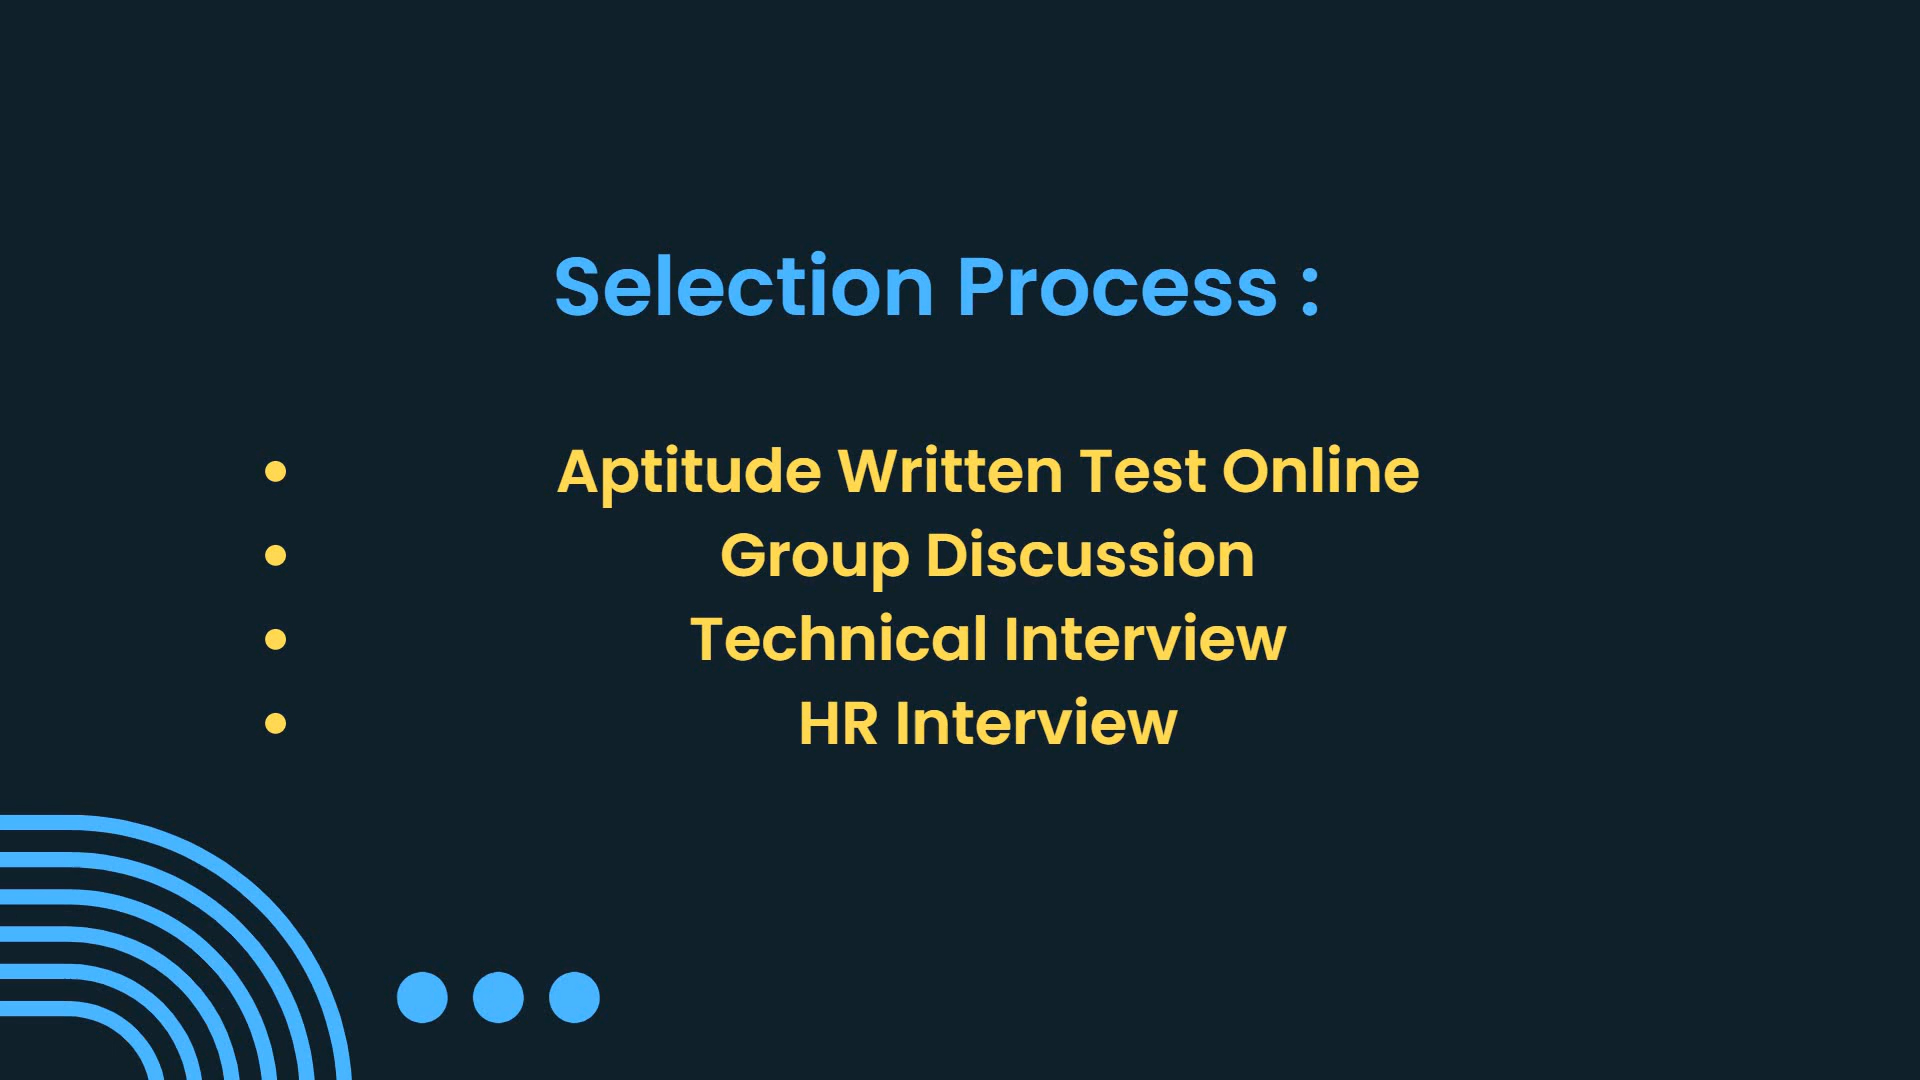 Selection Process :
• Aptitude Written Test Online
• Group Discussion
• Technical Interview
• HR Interview